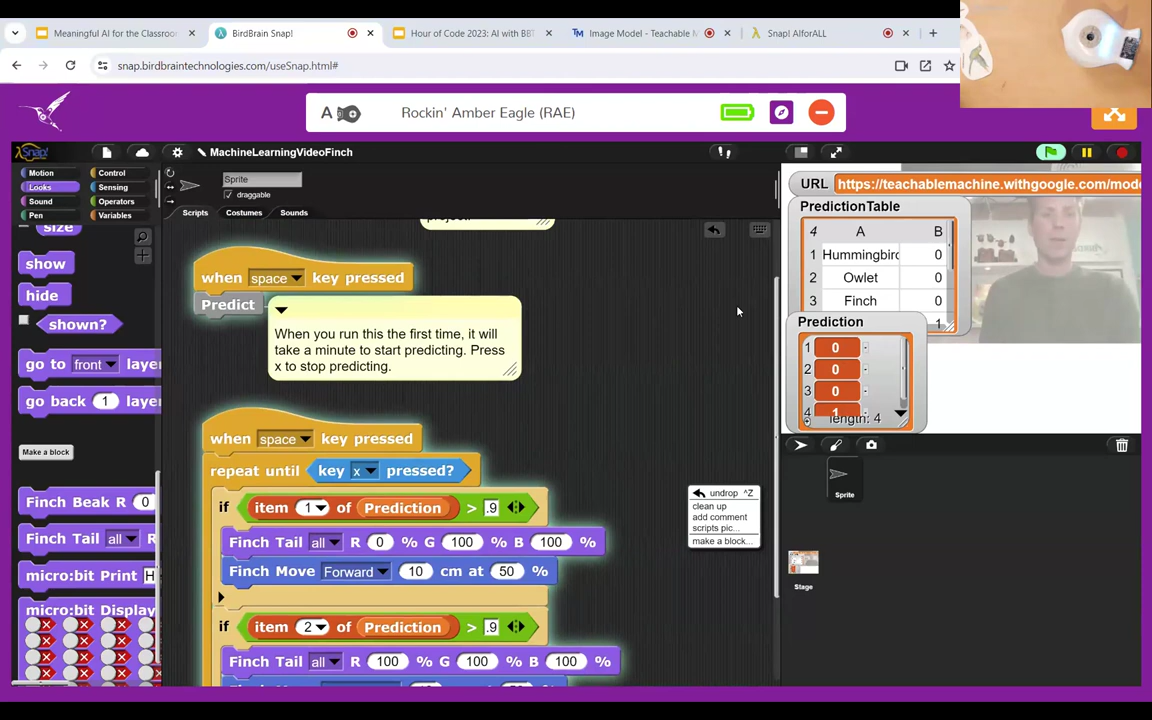 Meaningful AI for the Classroom
BirdBrain Snap!
Hour of Code 2023: AI with BBT
Image Model - Teachable M
Snap! AIforALL
snap.birdbraintechnologies.com/useSnap.html#
A
Rockin' Amber Eagle (RAE)
Snap!
MachineLearningVideoFinch
Motion
Control
Looks
Sensing
Sound
Operators
Pen
Variables
size
show
hide
shown?
go to front layer
go back 1 layer
Make a block
Finch Beak R 0
Finch Tail all R
micro:bit Print H
micro:bit Display
Sprite
draggable
Scripts
Costumes
Sounds
project.
when space key pressed
Predict
When you run this the first time, it will
take a minute to start predicting. Press
x to stop predicting.
when space key pressed
repeat until key x pressed?
if item 1 of Prediction > .9
Finch Tail all R 0 % G 100 % B 100 %
Finch Move Forward 10 cm at 50 %
if item 2 of Prediction > .9
Finch Tail all R 100 % G 100 % B 100 %
undrop ^Z
clean up
add comment
scripts pic...
make a block...
URL https://teachablemachine.withgoogle.com/mode
PredictionTable
4 A B
1 Hummingbird 0
2 Owlet 0
3 Finch 0
1
Prediction
1 0
2 0
3 0
4 1
length: 4
Sprite
Stage